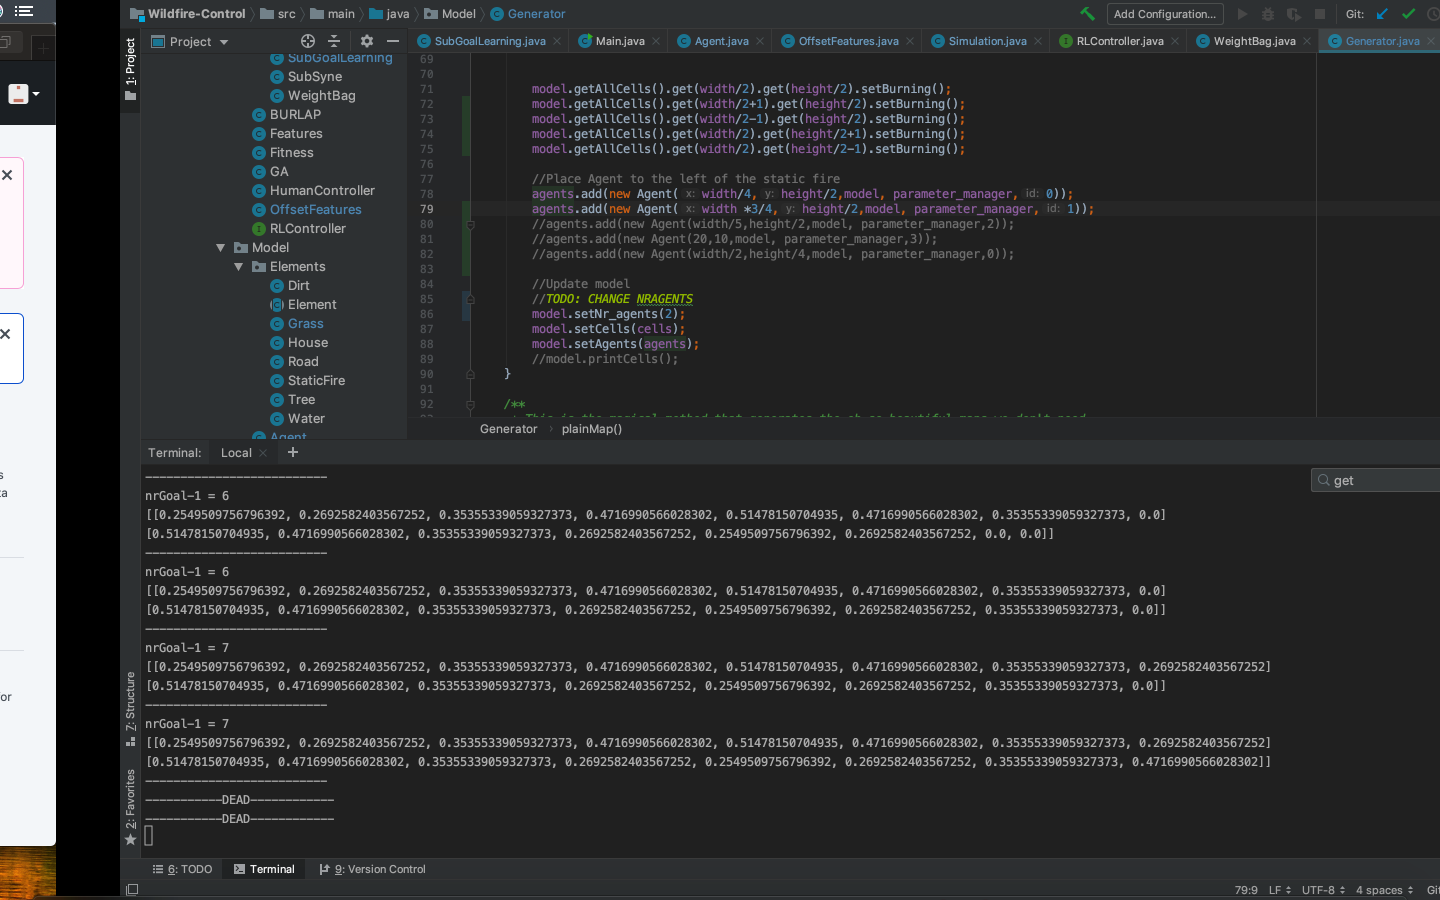 Wildfire-Control src main java Model Generator
Add Configuration... Git:
Project
SubGoalLearning.java Main.java Agent.java OffsetFeatures.java Simulation.java RLController.java WeightBag.java Generator.java
1: Project
SubGoalLearning
SubSyne
WeightBag
BURLAP
Features
Fitness
GA
HumanController
OffsetFeatures
RLController
Model
Elements
Dirt
Element
Grass
House
Road
StaticFire
Tree
Water
Agent
69
70
71 model.getAllCells().get(width/2).get(height/2).setBurning();
72 model.getAllCells().get(width/2+1).get(height/2).setBurning();
73 model.getAllCells().get(width/2-1).get(height/2).setBurning();
74 model.getAllCells().get(width/2).get(height/2+1).setBurning();
75 model.getAllCells().get(width/2).get(height/2-1).setBurning();
76
77 //Place Agent to the left of the static fire
78 agents.add(new Agent( x: width/4, y: height/2,model, parameter_manager, id: 0));
79 agents.add(new Agent( x: width *3/4, y: height/2,model, parameter_manager, id: 1));
80 //agents.add(new Agent(width/5,height/2,model, parameter_manager,2));
81 //agents.add(new Agent(20,10,model, parameter_manager,3));
82 //agents.add(new Agent(width/2,height/4,model, parameter_manager,0));
83
84 //Update model
85 //TODO: CHANGE NRAGENTS
86 model.setNr_agents(2);
87 model.setCells(cells);
88 model.setAgents(agents);
89 //model.printCells();
90 }
91
92 /**
Generator plainMap()
Terminal: Local +
get
--------------------------
nrGoal-1 = 6
[[0.2549509756796392, 0.2692582403567252, 0.35355339059327373, 0.4716990566028302, 0.51478150704935, 0.4716990566028302, 0.35355339059327373, 0.0]
[0.51478150704935, 0.4716990566028302, 0.35355339059327373, 0.2692582403567252, 0.2549509756796392, 0.2692582403567252, 0.0, 0.0]]
--------------------------
nrGoal-1 = 6
[[0.2549509756796392, 0.2692582403567252, 0.35355339059327373, 0.4716990566028302, 0.51478150704935, 0.4716990566028302, 0.35355339059327373, 0.0]
[0.51478150704935, 0.4716990566028302, 0.35355339059327373, 0.2692582403567252, 0.2549509756796392, 0.2692582403567252, 0.35355339059327373, 0.0]]
--------------------------
nrGoal-1 = 7
[[0.2549509756796392, 0.2692582403567252, 0.35355339059327373, 0.4716990566028302, 0.51478150704935, 0.4716990566028302, 0.35355339059327373, 0.2692582403567252]
[0.51478150704935, 0.4716990566028302, 0.35355339059327373, 0.2692582403567252, 0.2549509756796392, 0.2692582403567252, 0.35355339059327373, 0.0]]
--------------------------
nrGoal-1 = 7
[[0.2549509756796392, 0.2692582403567252, 0.35355339059327373, 0.4716990566028302, 0.51478150704935, 0.4716990566028302, 0.35355339059327373, 0.2692582403567252]
[0.51478150704935, 0.4716990566028302, 0.35355339059327373, 0.2692582403567252, 0.2549509756796392, 0.2692582403567252, 0.35355339059327373, 0.4716990566028302]]
--------------------------
-----------DEAD------------
-----------DEAD------------
7: Structure
2: Favorites
6: TODO Terminal 9: Version Control
79:9 LF UTF-8 4 spaces Git
s
ta
for